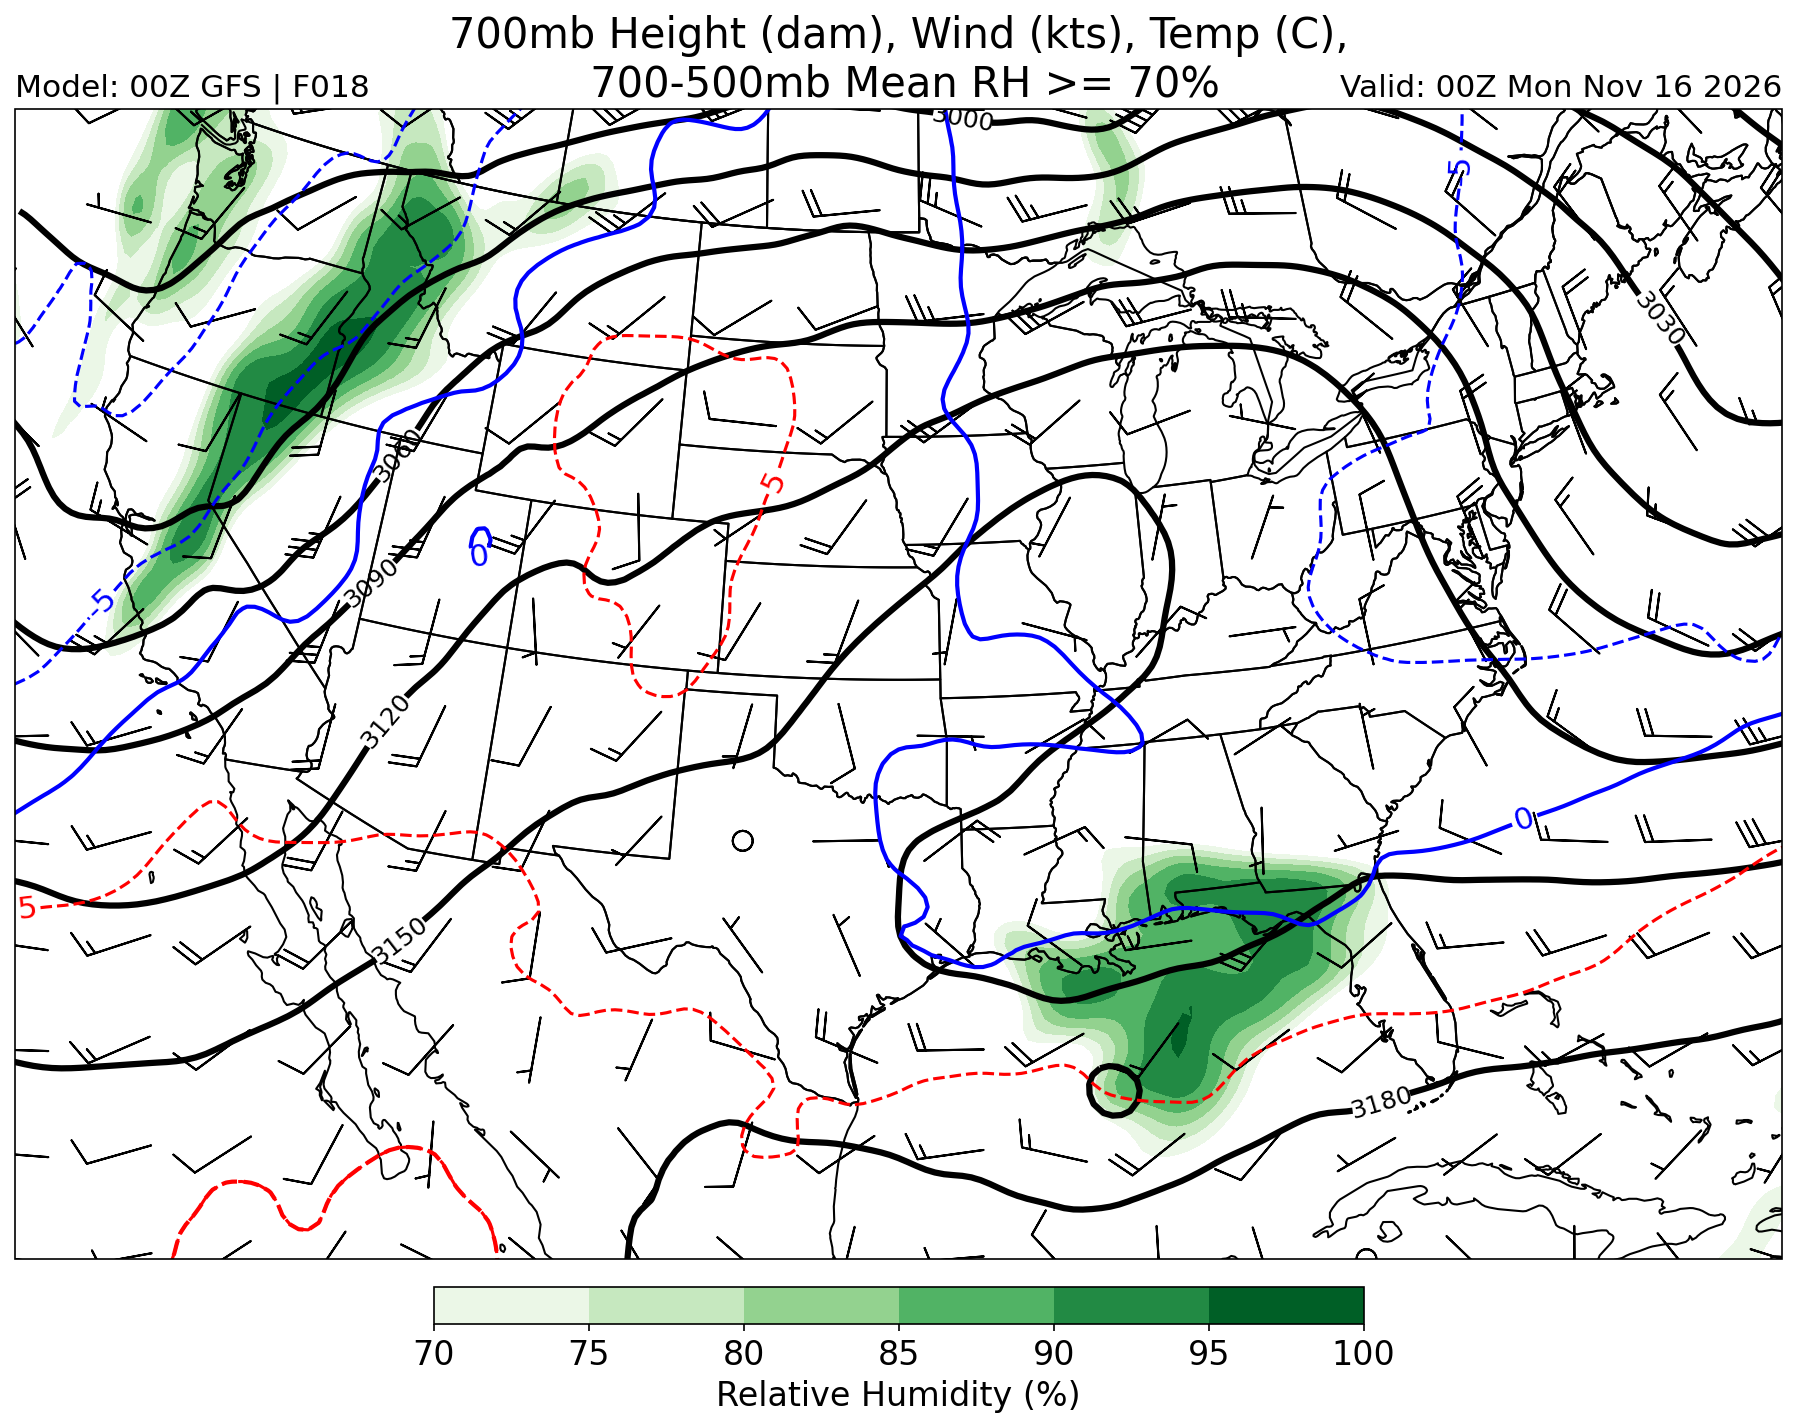 700mb Height (dam), Wind (kts), Temp (C),
700-500mb Mean RH >= 70%
Model: 00Z GFS | F018
Valid: 00Z Mon Nov 16 2026
3000
-5
3030
3060
5
0
-5
3090
3120
0
5
3150
3180
70 75 80 85 90 95 100
Relative Humidity (%)